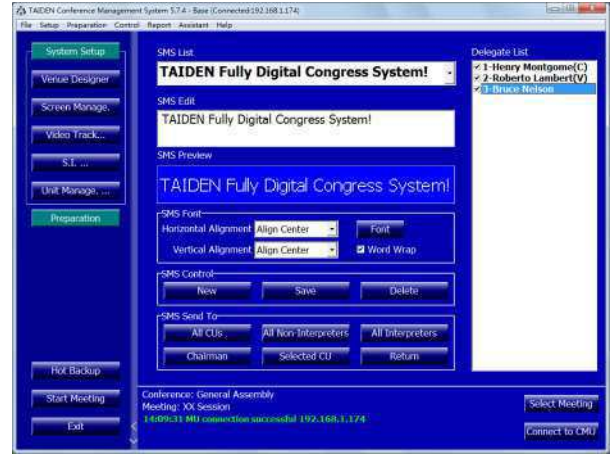 TAIDEN Conference Management System 5.7.4 - Base (Connected:192.168.1.174)
File Setup Preparation Control Report Assistant Help
System Setup
Venue Designer
Screen Manage.
Video Track...
S.I. ...
Unit Manage. ...
Preparation
Hot Backup
Start Meeting
Exit
SMS List
TAIDEN Fully Digital Congress System!
SMS Edit
TAIDEN Fully Digital Congress System!
SMS Preview
TAIDEN Fully Digital Congress System!
SMS Font
Horizontal Alignment Align Center Font
Vertical Alignment Align Center Word Wrap
SMS Control
New Save Delete
SMS Send To
All CUs . All Non-Interpreters All Interpreters
Chairman Selected CU Return
Delegate List
1-Henry Montgome(C)
2-Roberto Lambert(V)
3-Bruce Nelson
Conference: General Assembly
Meeting: XX Session
14:09:31 MU connection successful 192.168.1.174
Select Meeting
Connect to CMU